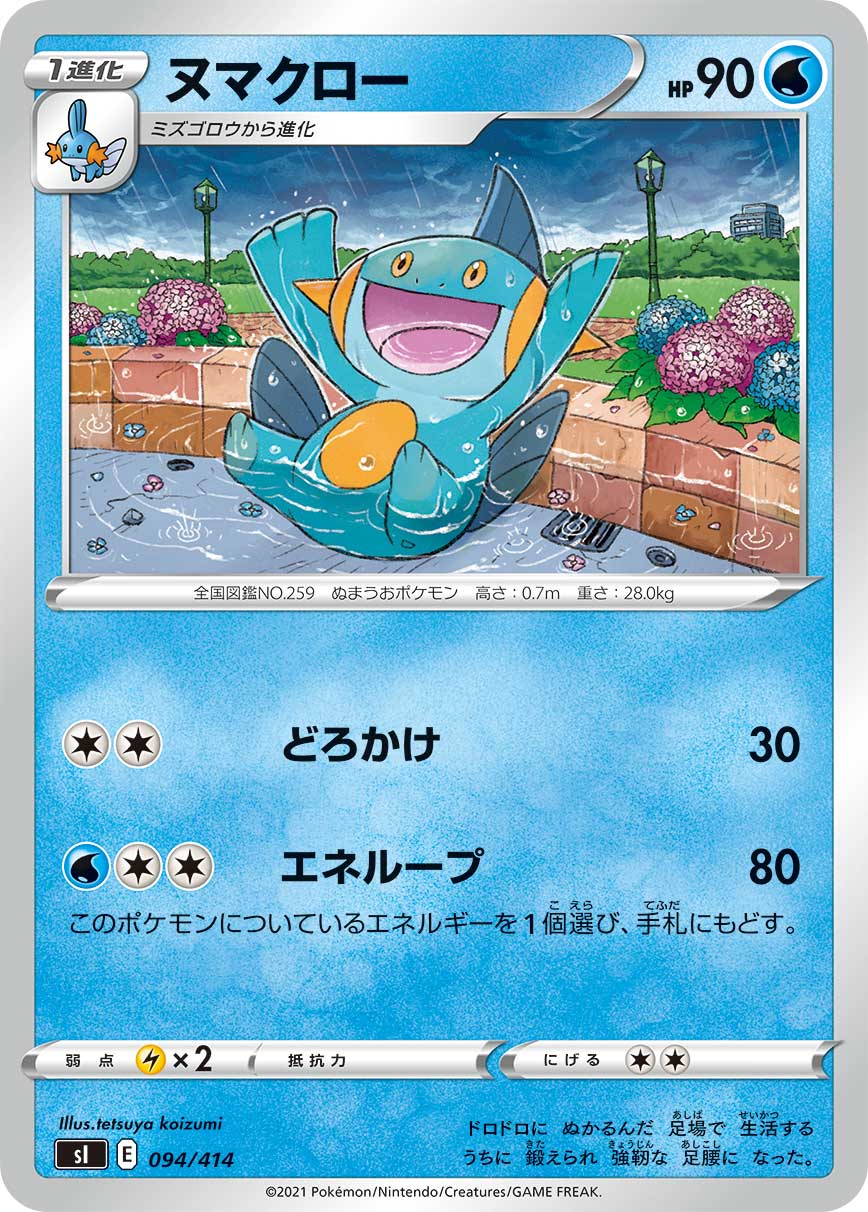 1進化
ヌマクロー
HP90
ミズゴロウから進化
全国図鑑NO.259 ぬまうおポケモン 高さ:0.7m 重さ:28.0kg
どろかけ 30
エネループ 80
このポケモンについているエネルギーを1個選び、手札にもどす。
弱点 ×2 抵抗力 にげる
Illus.tetsuya koizumi
sI E 094/414
ドロドロに ぬかるんだ 足場で 生活する
うちに 鍛えられ 強靭な 足腰に なった。
©2021 Pokémon/Nintendo/Creatures/GAME FREAK.